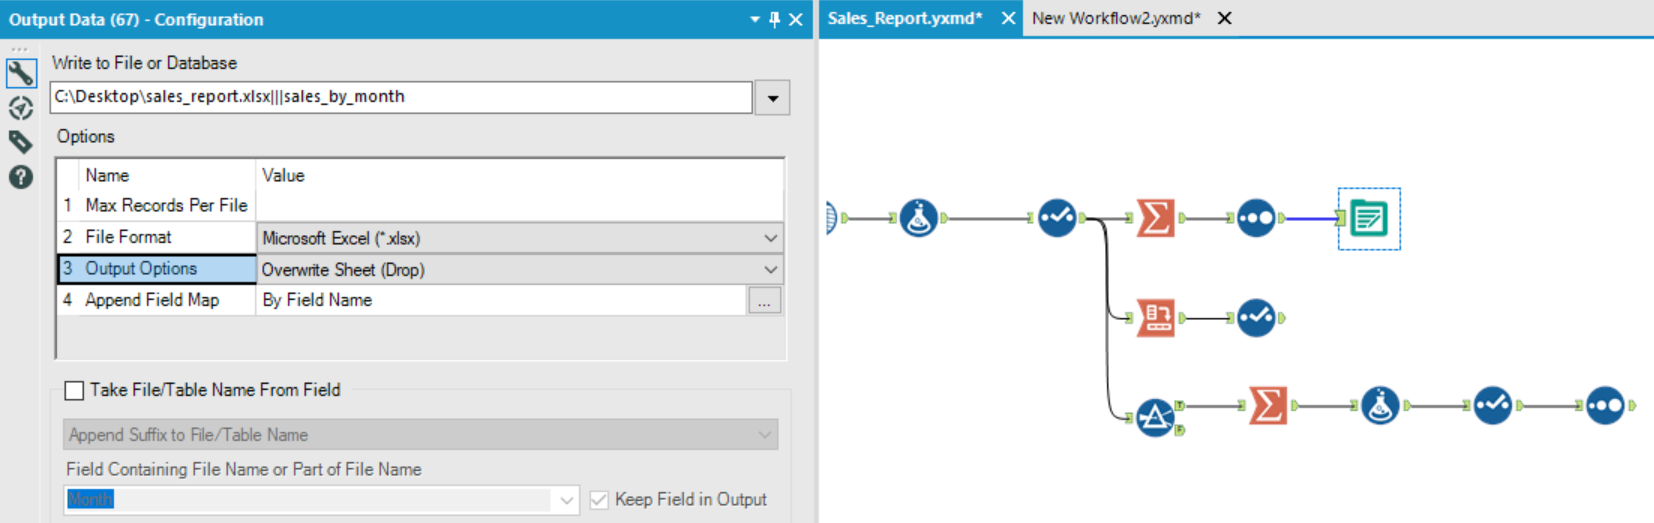 Output Data (67) - Configuration
Sales_Report.yxmd*
New Workflow2.yxmd*
Write to File or Database
C:\Desktop\sales_report.xlsx|||sales_by_month
Options
Name Value
1 Max Records Per File
2 File Format Microsoft Excel (*.xlsx)
3 Output Options Overwrite Sheet (Drop)
4 Append Field Map By Field Name ...
Take File/Table Name From Field
Append Suffix to File/Table Name
Field Containing File Name or Part of File Name
Month Keep Field in Output
T
F